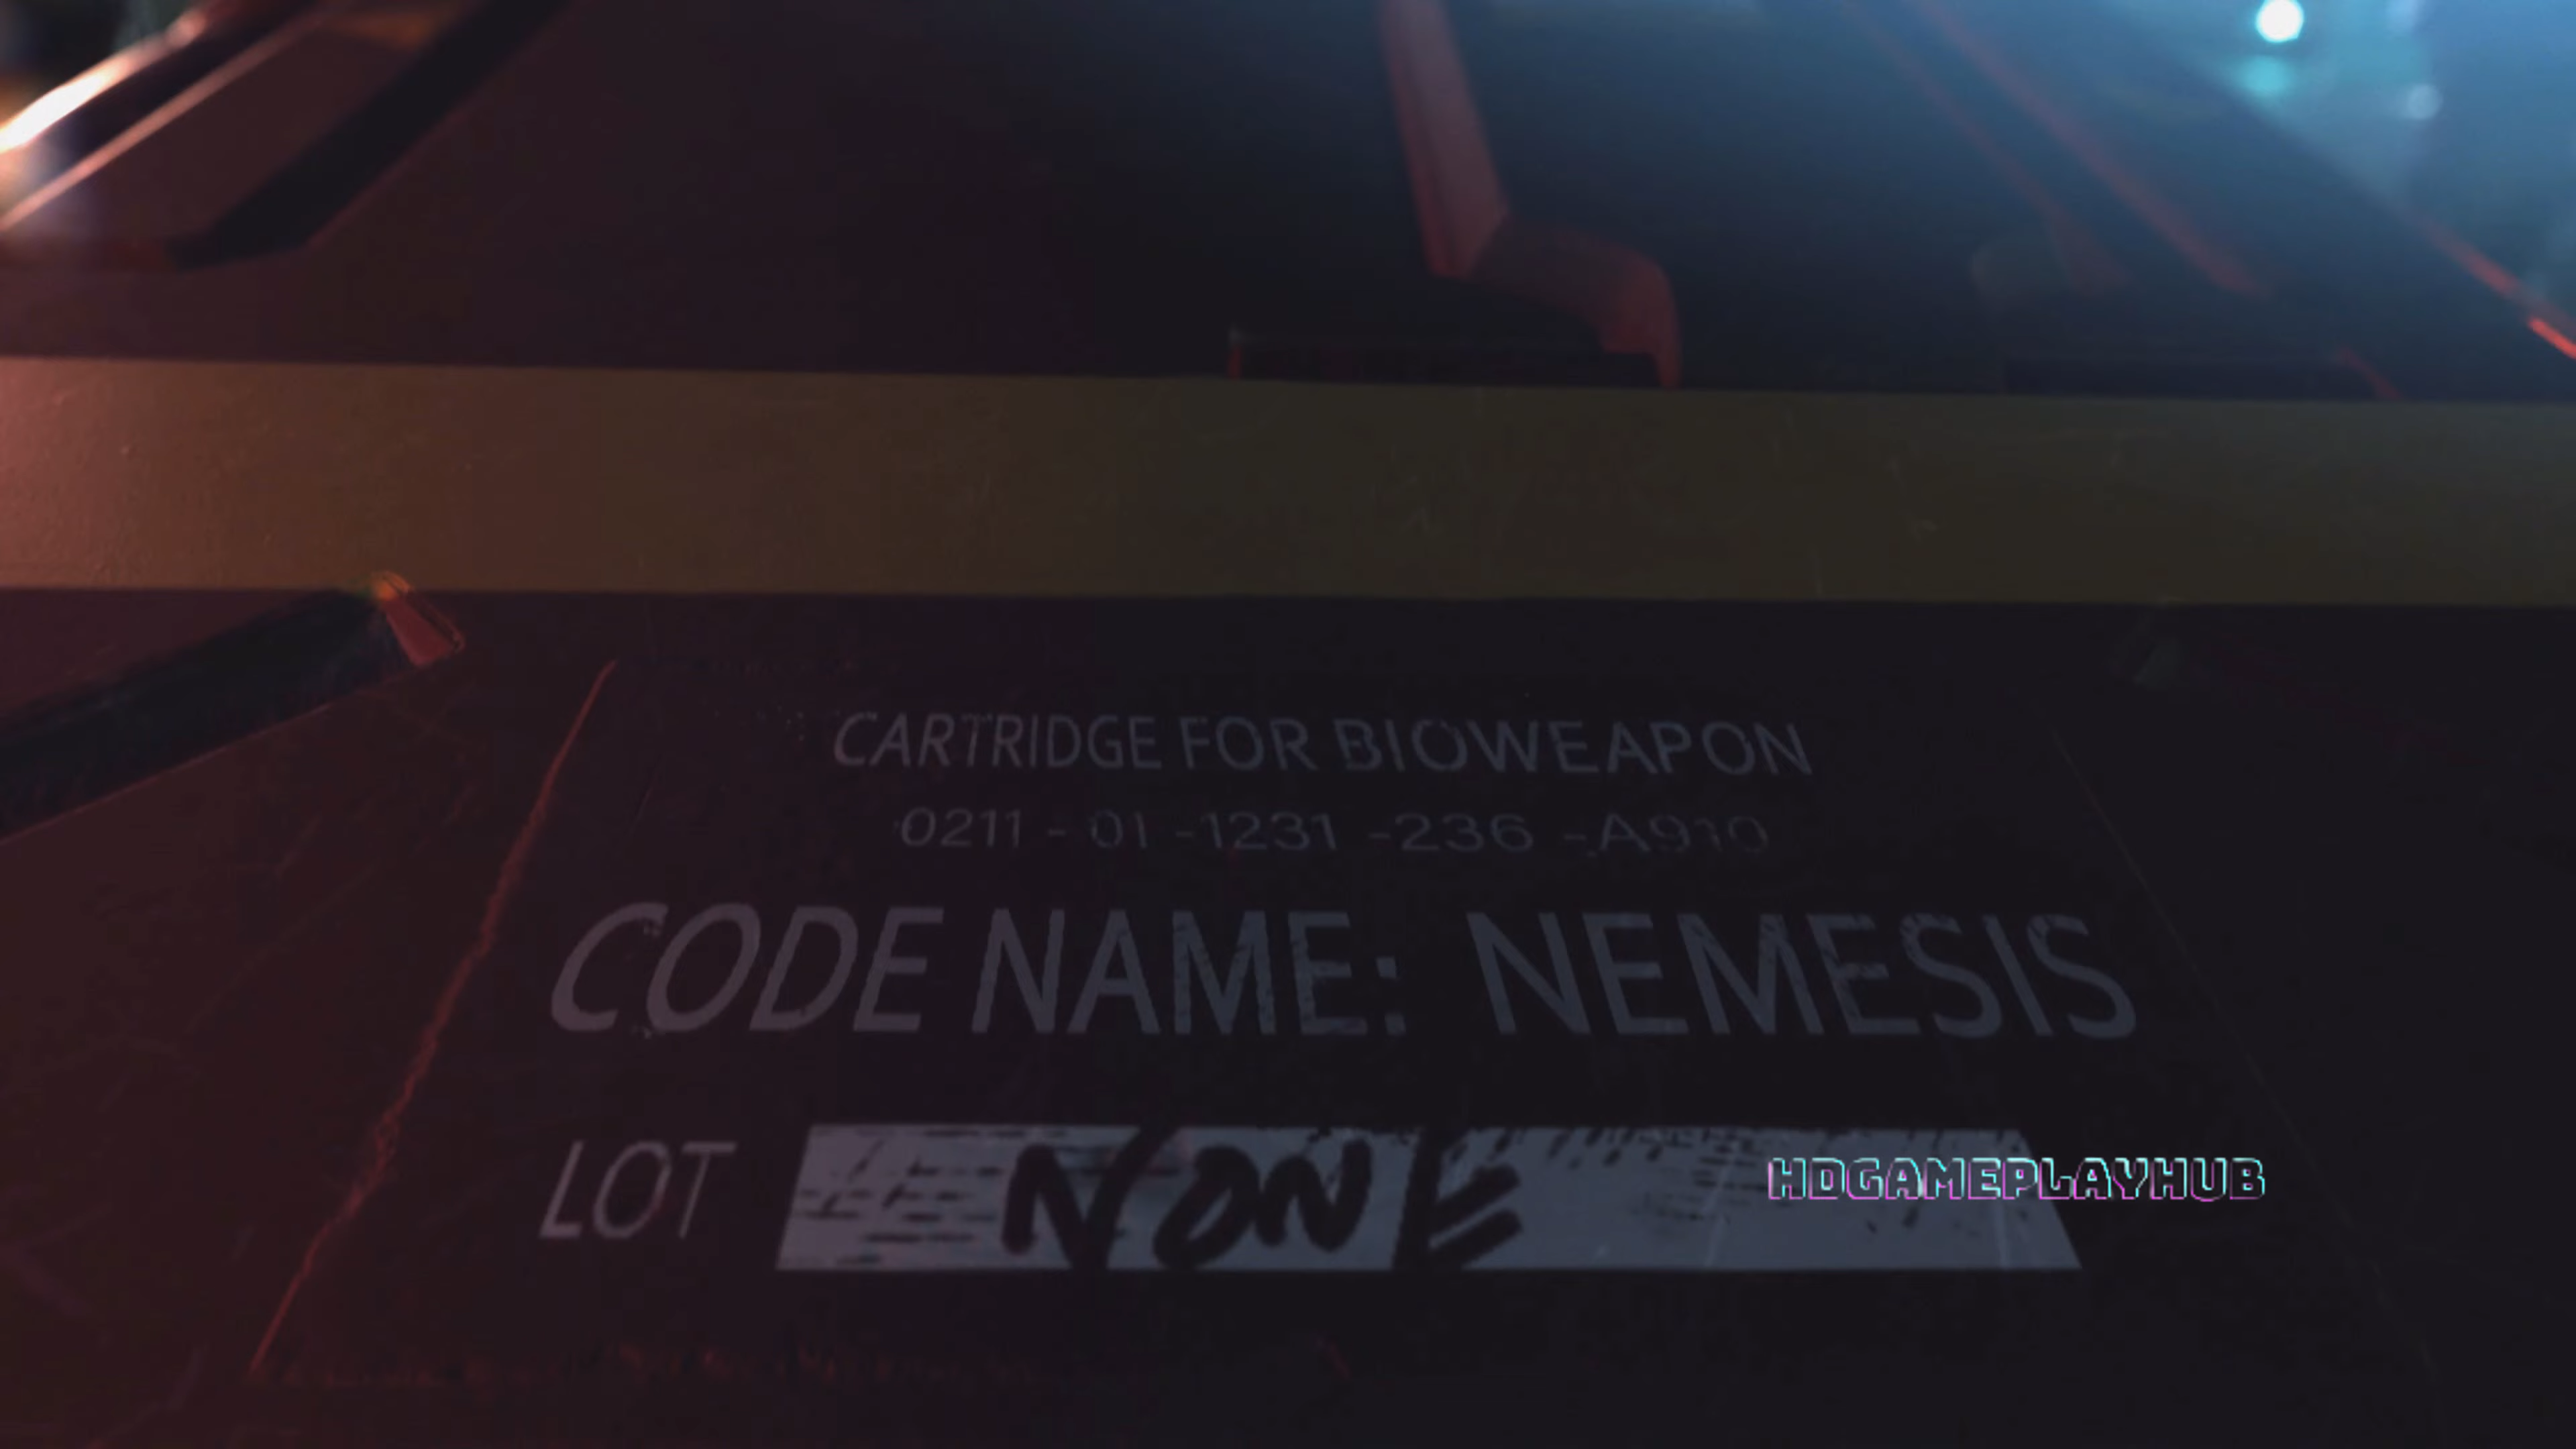 CARTRIDGE FOR BIOWEAPON
0211 - 01 -1231 -236 -A910
CODE NAME: NEMESIS
LOT NONE
HDGAMEPLAYHUB